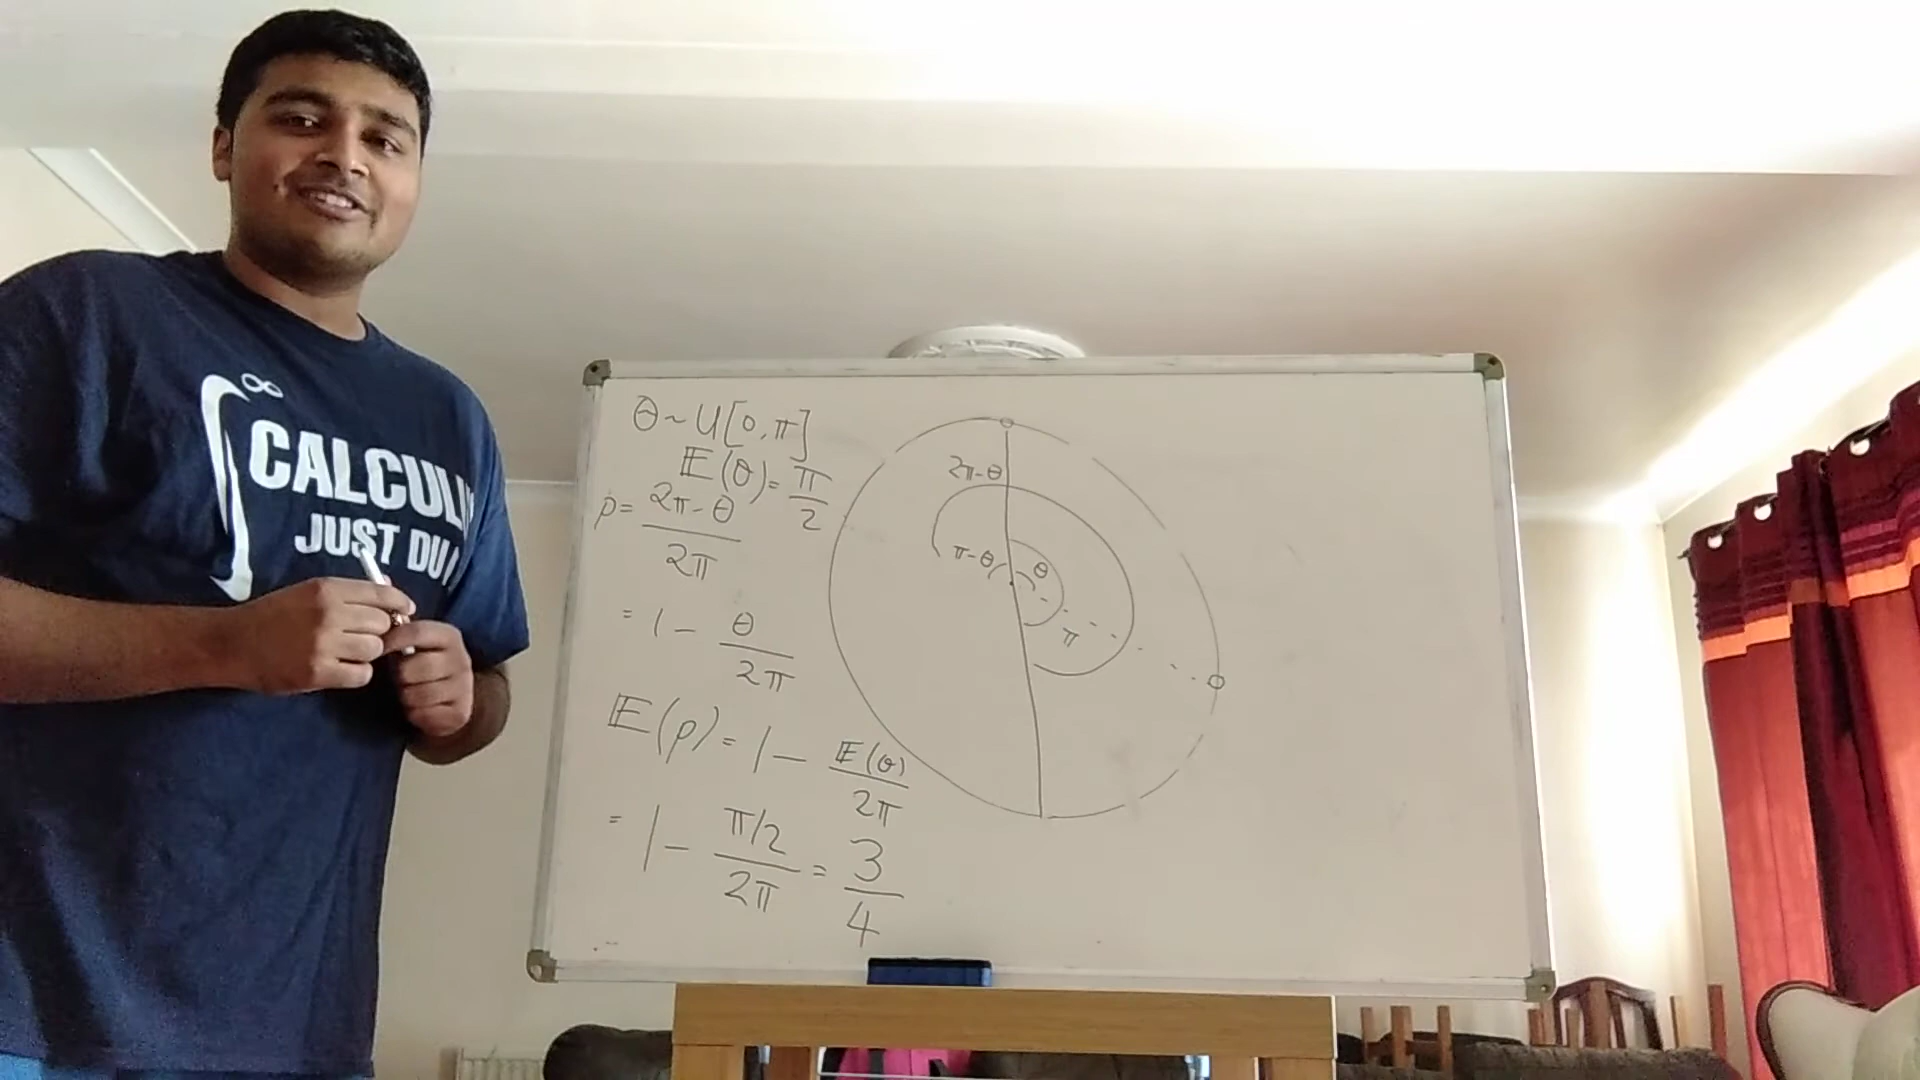 ∫^∞ CALCUL
JUST DU
θ ~ U[0, π]
𝔼(θ) = π/2
p = (2π - θ)/(2π)
= 1 - θ/(2π)
𝔼(p) = 1 - 𝔼(θ)/(2π)
= 1 - (π/2)/(2π) = 3/4
2π-θ
π-θ
θ
π